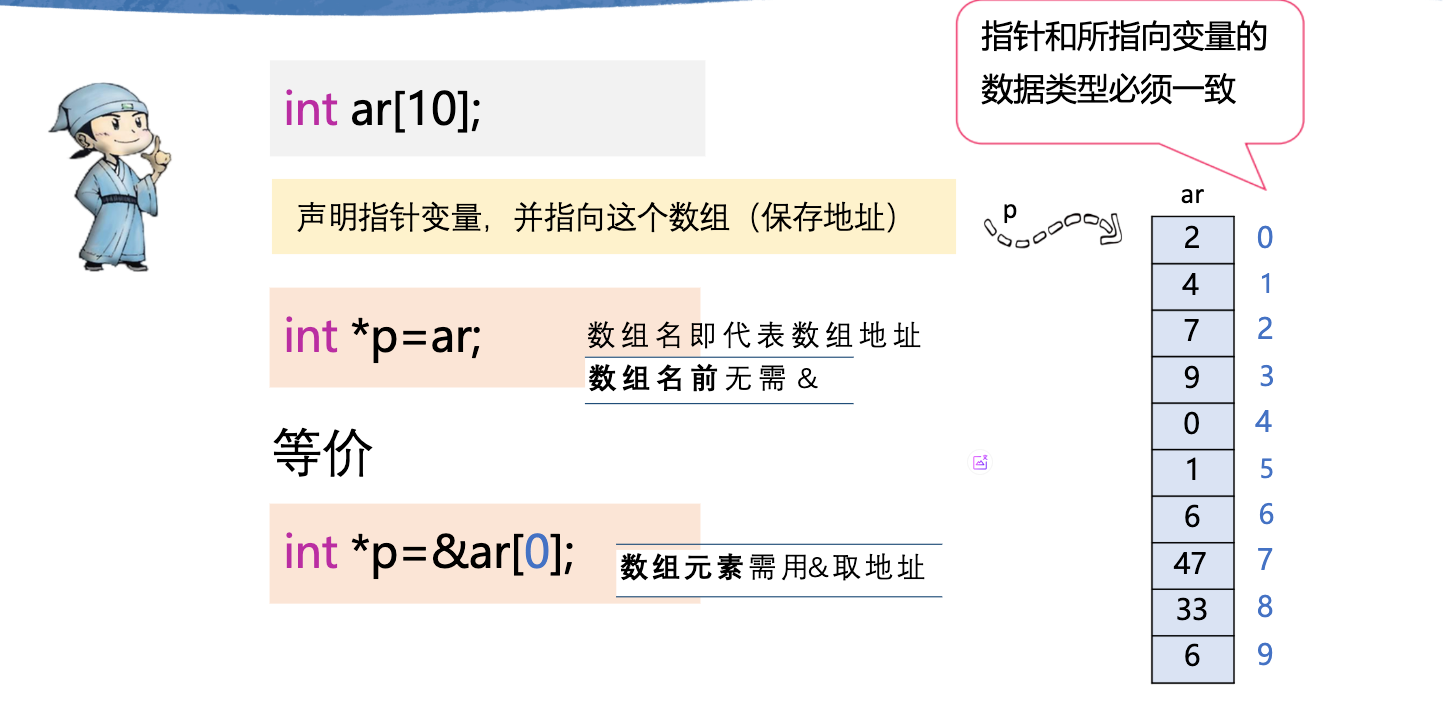 指针和所指向变量的
数据类型必须一致
int ar[10];
声明指针变量，并指向这个数组（保存地址）
int *p=ar;
数组名即代表数组地址
数组名前无需 &
等价
int *p=&ar[0];
数组元素需用&取地址
p
ar
2 0
4 1
7 2
9 3
0 4
1 5
6 6
47 7
33 8
6 9